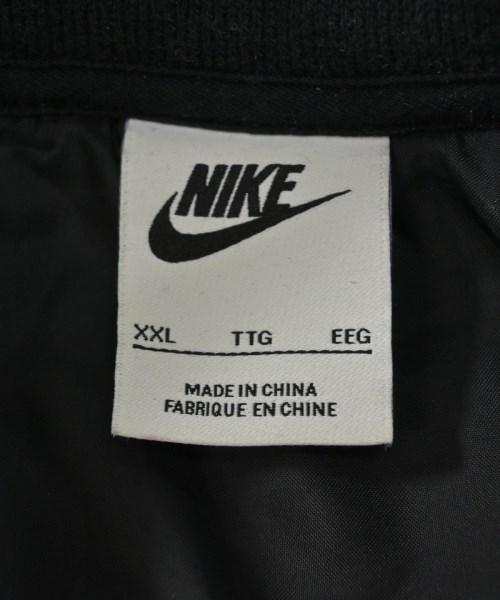 NIKE
XXL TTG EEG
MADE IN CHINA
FABRIQUE EN CHINE